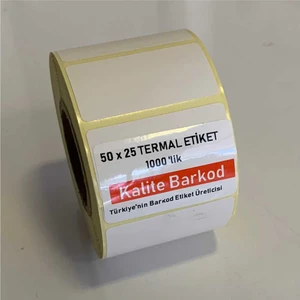 50 x 25 TERMAL ETİKET
1000 'lik
Kalite Barkod
Türkiye'nin Barkod Etiket Üreticisi